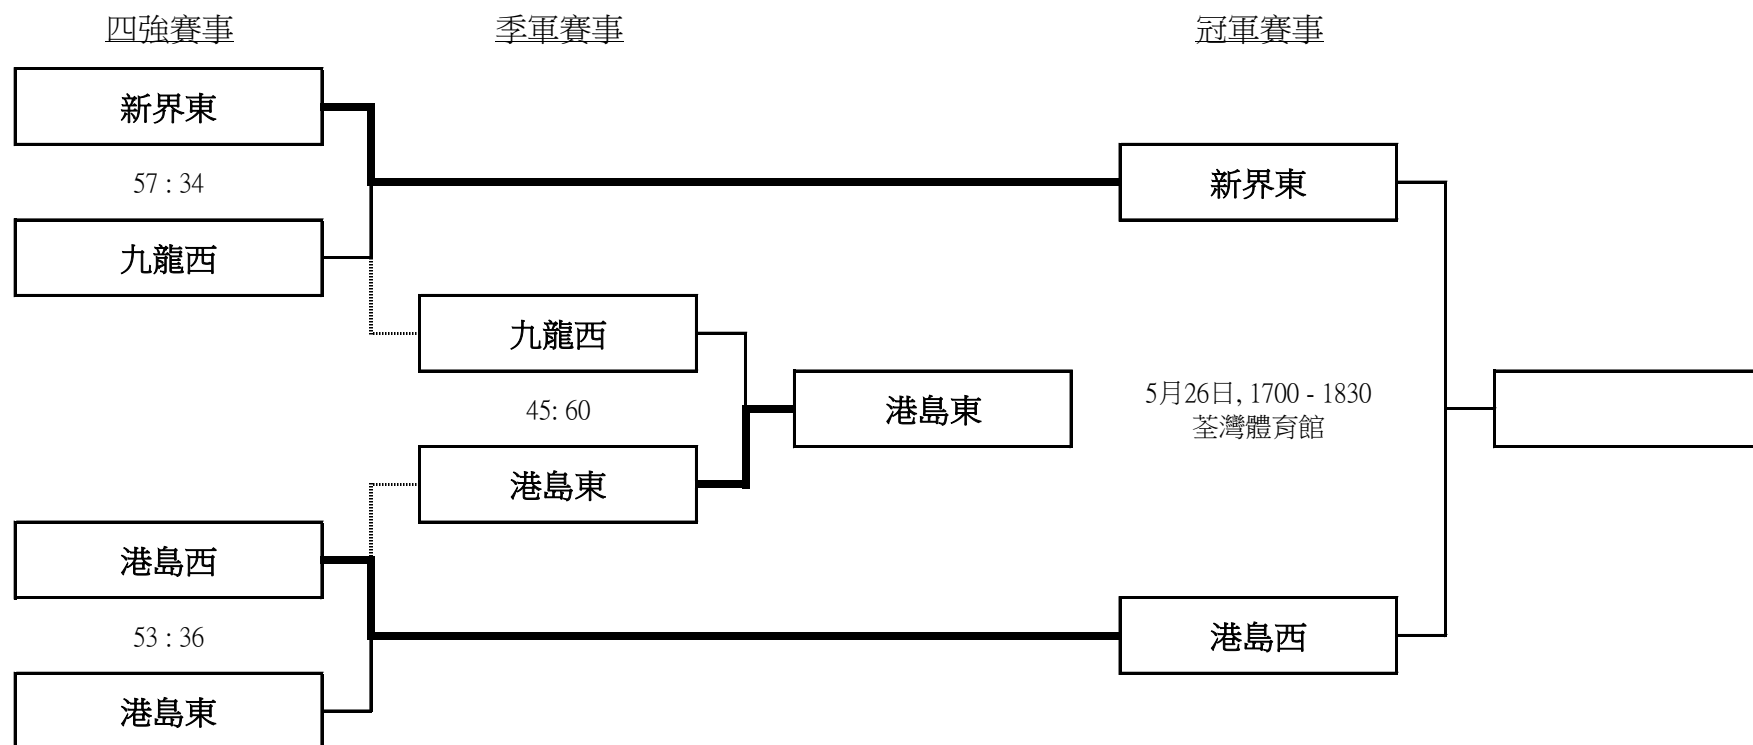 四強賽事
季軍賽事
冠軍賽事
新界東
57 : 34
新界東
九龍西
九龍西
45: 60
港島東
5月26日, 1700 - 1830
荃灣體育館
港島東
港島西
53 : 36
港島西
港島東